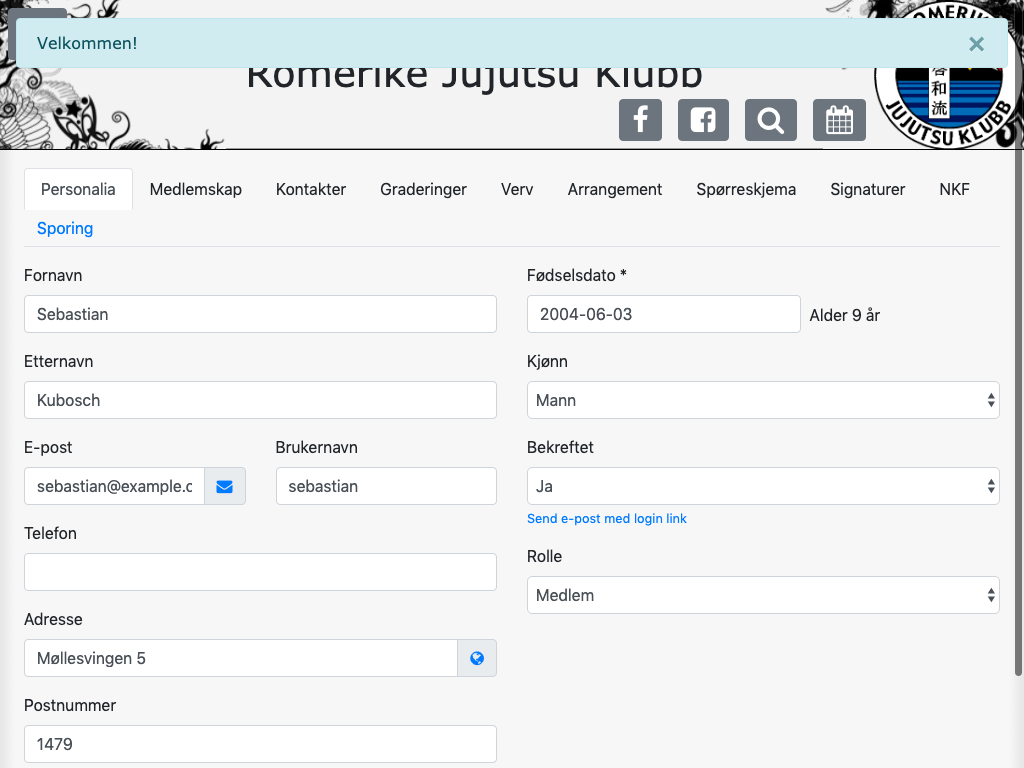 Velkommen!
×
Romerike Jujutsu Klubb
ROMERIKE
啓和流
JUJUTSU KLUBB
Personalia Medlemskap Kontakter Graderinger Verv Arrangement Spørreskjema Signaturer NKF
Sporing
Fornavn
Sebastian
Fødselsdato *
2004-06-03 Alder 9 år
Etternavn
Kubosch
Kjønn
Mann
E-post
sebastian@example.c
Brukernavn
sebastian
Bekreftet
Ja
Send e-post med login link
Telefon
Rolle
Medlem
Adresse
Møllesvingen 5
Postnummer
1479